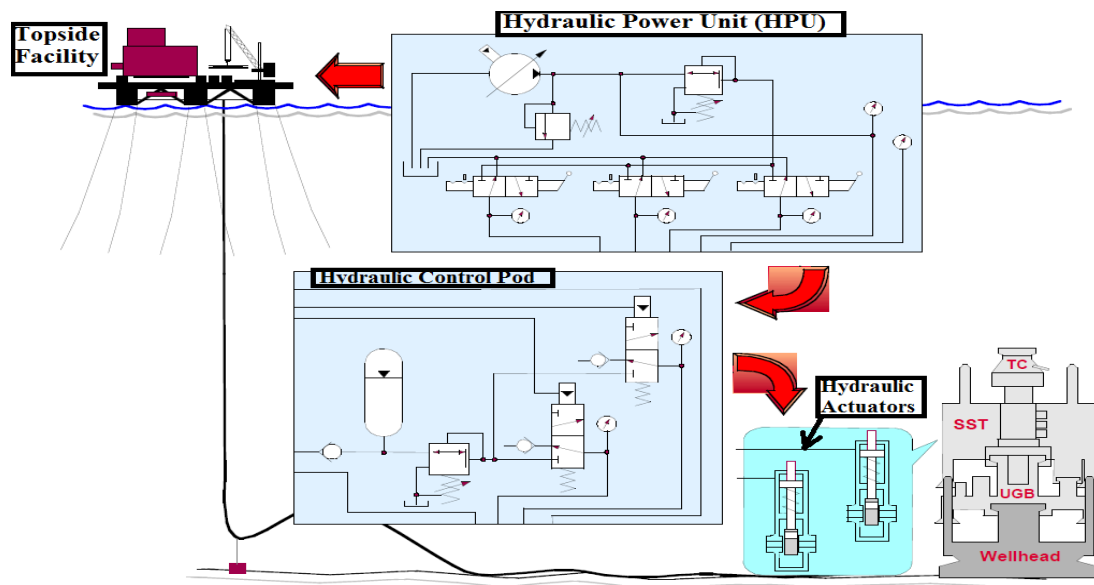 Hydraulic Power Unit (HPU)
Topside
Facility
Hydraulic Control Pod
Hydraulic
Actuators
TC
SST
UGB
Wellhead